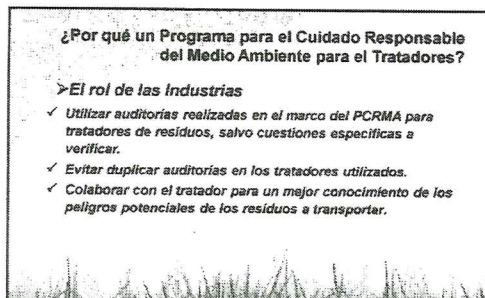 ¿Por qué un Programa para el Cuidado Responsable
del Medio Ambiente para el Tratadores?
➢El rol de las Industrias
✓ Utilizar auditorías realizadas en el marco del PCRMA para
tratadores de residuos, salvo cuestiones específicas a
verificar.
✓ Evitar duplicar auditorías en los tratadores utilizados.
✓ Colaborar con el tratador para un mejor conocimiento de los
peligros potenciales de los residuos a transportar.